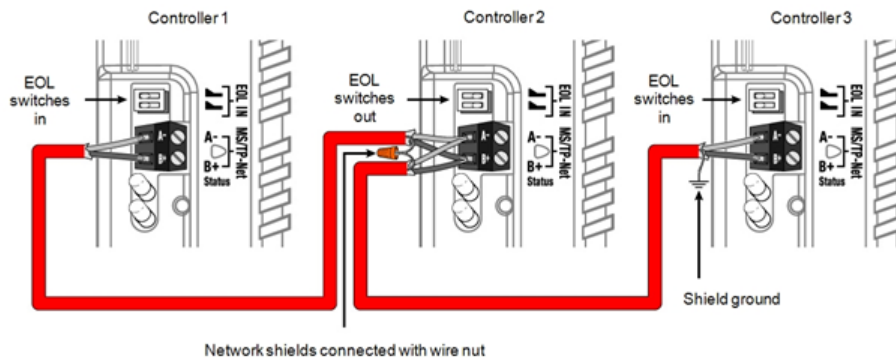 Controller 1
Controller 2
Controller 3
EOL
switches
in
EOL IN
A-
B+
MS/TP-Net
Status
A-
B+
EOL
switches
out
EOL IN
A-
B+
MS/TP-Net
Status
A-
B+
EOL
switches
in
EOL IN
A-
B+
MS/TP-Net
Status
A-
B+
Shield ground
Network shields connected with wire nut